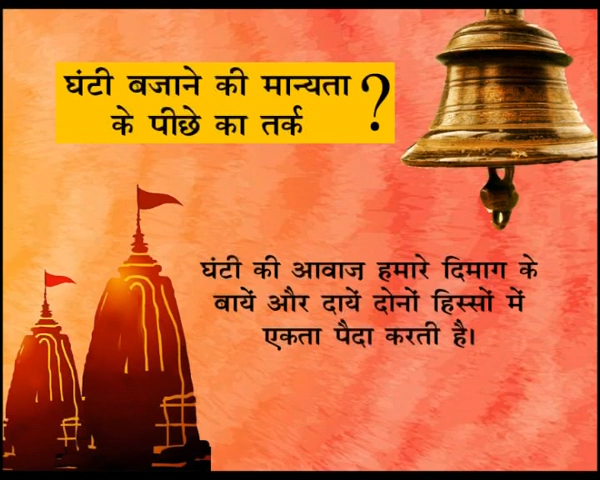 घंटी बजाने की मान्यता
के पीछे का तर्क ?
घंटी की आवाज हमारे दिमाग के
बायें और दायें दोनों हिस्सों में
एकता पैदा करती है।